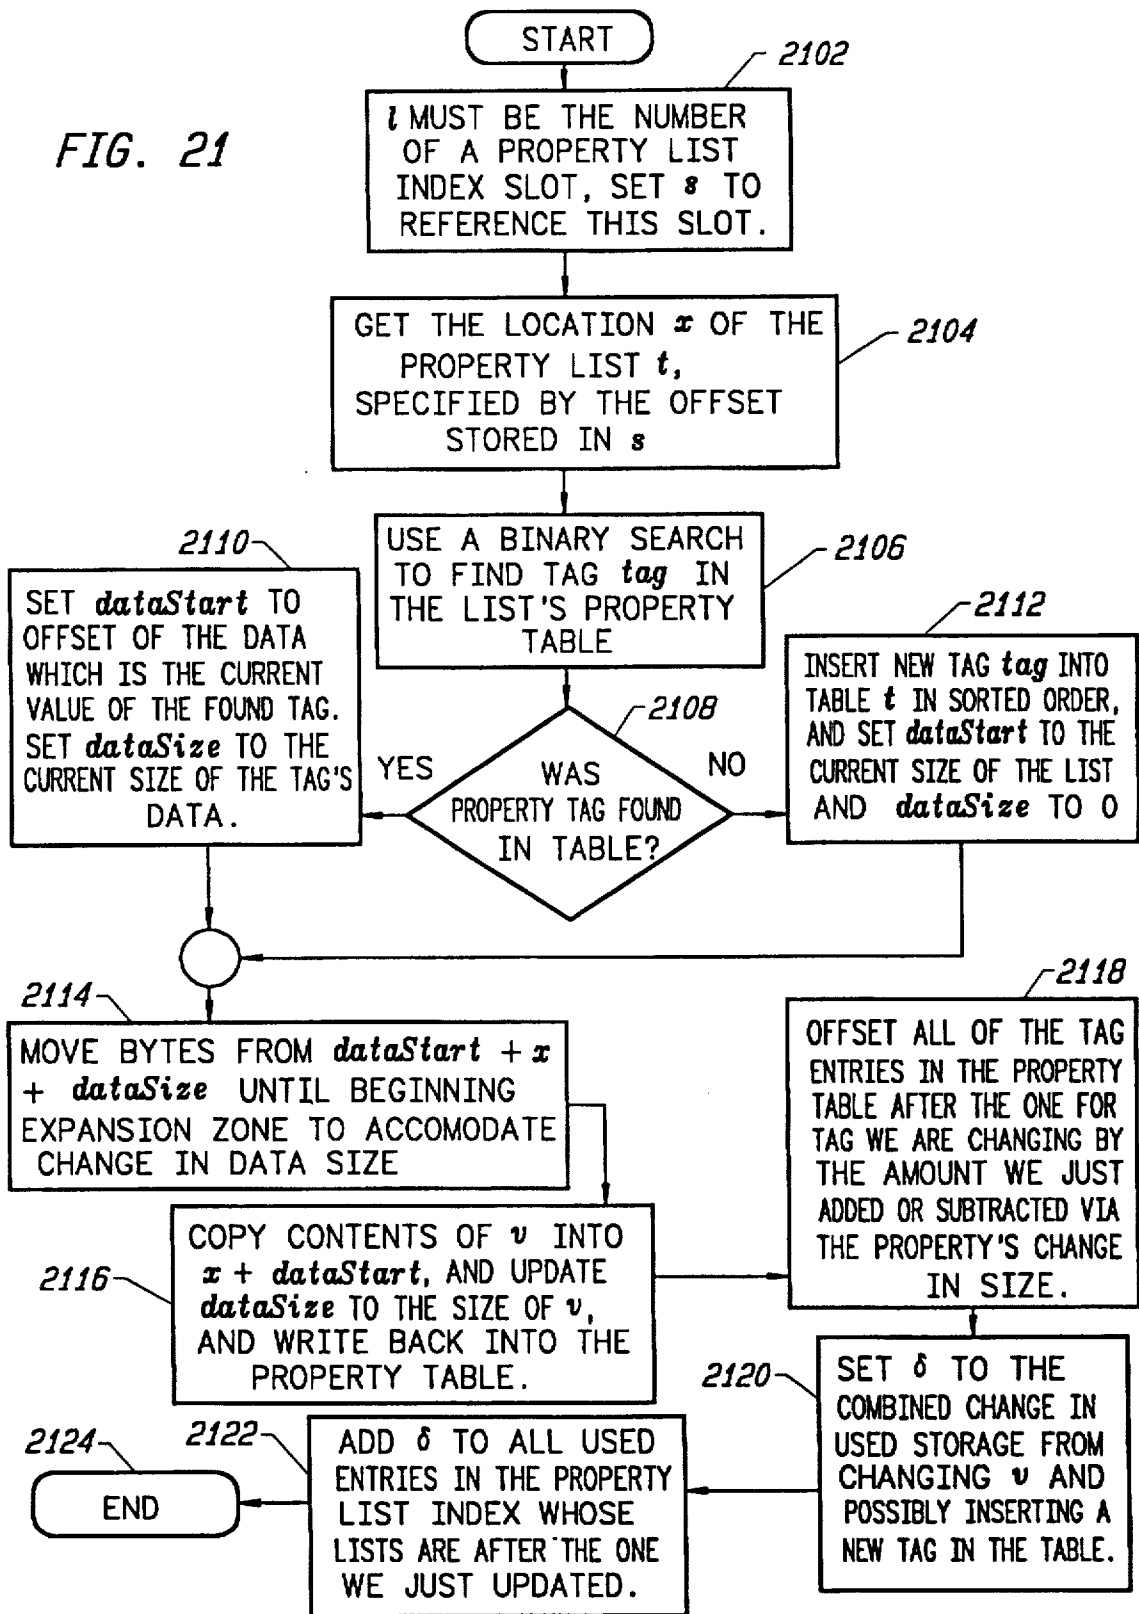 START
2102
FIG. 21
l MUST BE THE NUMBER
OF A PROPERTY LIST
INDEX SLOT, SET s TO
REFERENCE THIS SLOT.
GET THE LOCATION x OF THE
PROPERTY LIST t,
SPECIFIED BY THE OFFSET
STORED IN s
2104
USE A BINARY SEARCH
TO FIND TAG tag IN
THE LIST'S PROPERTY
TABLE
2106
2110
SET dataStart TO
OFFSET OF THE DATA
WHICH IS THE CURRENT
VALUE OF THE FOUND TAG.
SET dataSize TO THE
CURRENT SIZE OF THE TAG'S
DATA.
2108
YES
WAS
PROPERTY TAG FOUND
IN TABLE?
NO
2112
INSERT NEW TAG tag INTO
TABLE t IN SORTED ORDER,
AND SET dataStart TO THE
CURRENT SIZE OF THE LIST
AND dataSize TO 0
2114
MOVE BYTES FROM dataStart + x
+ dataSize UNTIL BEGINNING
EXPANSION ZONE TO ACCOMODATE
CHANGE IN DATA SIZE
2116
COPY CONTENTS OF v INTO
x + dataStart, AND UPDATE
dataSize TO THE SIZE OF v,
AND WRITE BACK INTO THE
PROPERTY TABLE.
2118
OFFSET ALL OF THE TAG
ENTRIES IN THE PROPERTY
TABLE AFTER THE ONE FOR
TAG WE ARE CHANGING BY
THE AMOUNT WE JUST
ADDED OR SUBTRACTED VIA
THE PROPERTY'S CHANGE
IN SIZE.
2120
SET δ TO THE
COMBINED CHANGE IN
USED STORAGE FROM
CHANGING v AND
POSSIBLY INSERTING A
NEW TAG IN THE TABLE.
2122
ADD δ TO ALL USED
ENTRIES IN THE PROPERTY
LIST INDEX WHOSE
LISTS ARE AFTER THE ONE
WE JUST UPDATED.
2124
END